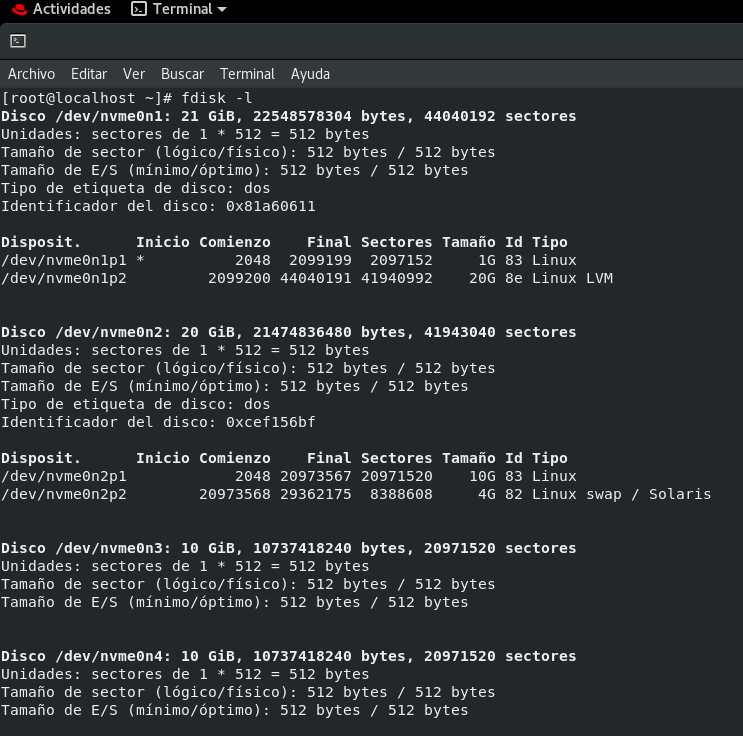 Actividades Terminal
Archivo Editar Ver Buscar Terminal Ayuda
[root@localhost ~]# fdisk -l
Disco /dev/nvme0n1: 21 GiB, 22548578304 bytes, 44040192 sectores
Unidades: sectores de 1 * 512 = 512 bytes
Tamaño de sector (lógico/físico): 512 bytes / 512 bytes
Tamaño de E/S (mínimo/óptimo): 512 bytes / 512 bytes
Tipo de etiqueta de disco: dos
Identificador del disco: 0x81a60611
Disposit.      Inicio Comienzo    Final Sectores Tamaño Id Tipo
/dev/nvme0n1p1 *          2048  2099199  2097152     1G 83 Linux
/dev/nvme0n1p2         2099200 44040191 41940992    20G 8e Linux LVM
Disco /dev/nvme0n2: 20 GiB, 21474836480 bytes, 41943040 sectores
Unidades: sectores de 1 * 512 = 512 bytes
Tamaño de sector (lógico/físico): 512 bytes / 512 bytes
Tamaño de E/S (mínimo/óptimo): 512 bytes / 512 bytes
Tipo de etiqueta de disco: dos
Identificador del disco: 0xcef156bf
Disposit.      Inicio Comienzo    Final Sectores Tamaño Id Tipo
/dev/nvme0n2p1            2048 20973567 20971520    10G 83 Linux
/dev/nvme0n2p2        20973568 29362175  8388608     4G 82 Linux swap / Solaris
Disco /dev/nvme0n3: 10 GiB, 10737418240 bytes, 20971520 sectores
Unidades: sectores de 1 * 512 = 512 bytes
Tamaño de sector (lógico/físico): 512 bytes / 512 bytes
Tamaño de E/S (mínimo/óptimo): 512 bytes / 512 bytes
Disco /dev/nvme0n4: 10 GiB, 10737418240 bytes, 20971520 sectores
Unidades: sectores de 1 * 512 = 512 bytes
Tamaño de sector (lógico/físico): 512 bytes / 512 bytes
Tamaño de E/S (mínimo/óptimo): 512 bytes / 512 bytes